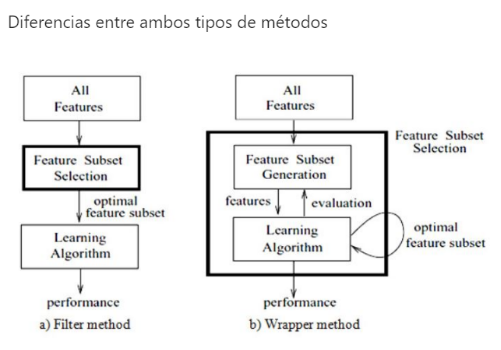 Diferencias entre ambos tipos de métodos
All
Features
Feature Subset
Selection
optimal
feature subset
Learning
Algorithm
performance
a) Filter method
All
Features
Feature Subset
Selection
Feature Subset
Generation
features
evaluation
Learning
Algorithm
optimal
feature subset
performance
b) Wrapper method